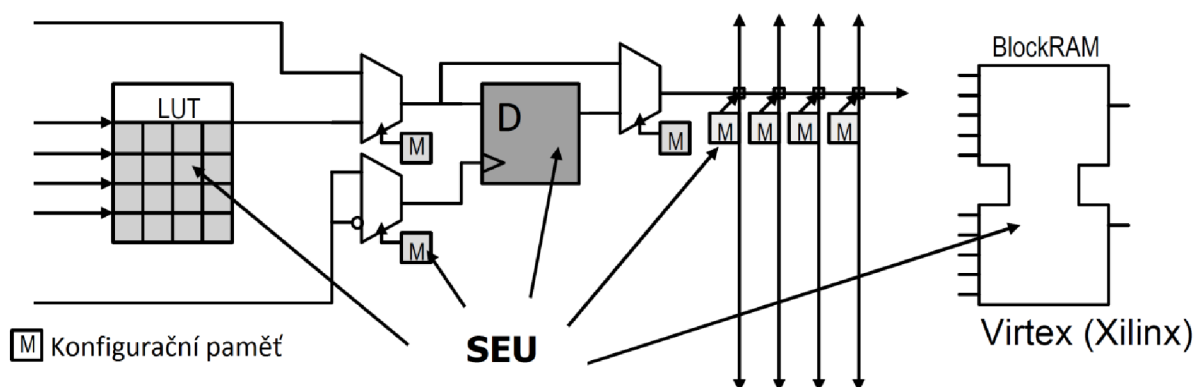 BlockRAM
LUT
D
M
M
M
M
M
M
M
Virtex (Xilinx)
SEU
M Konfigurační paměť